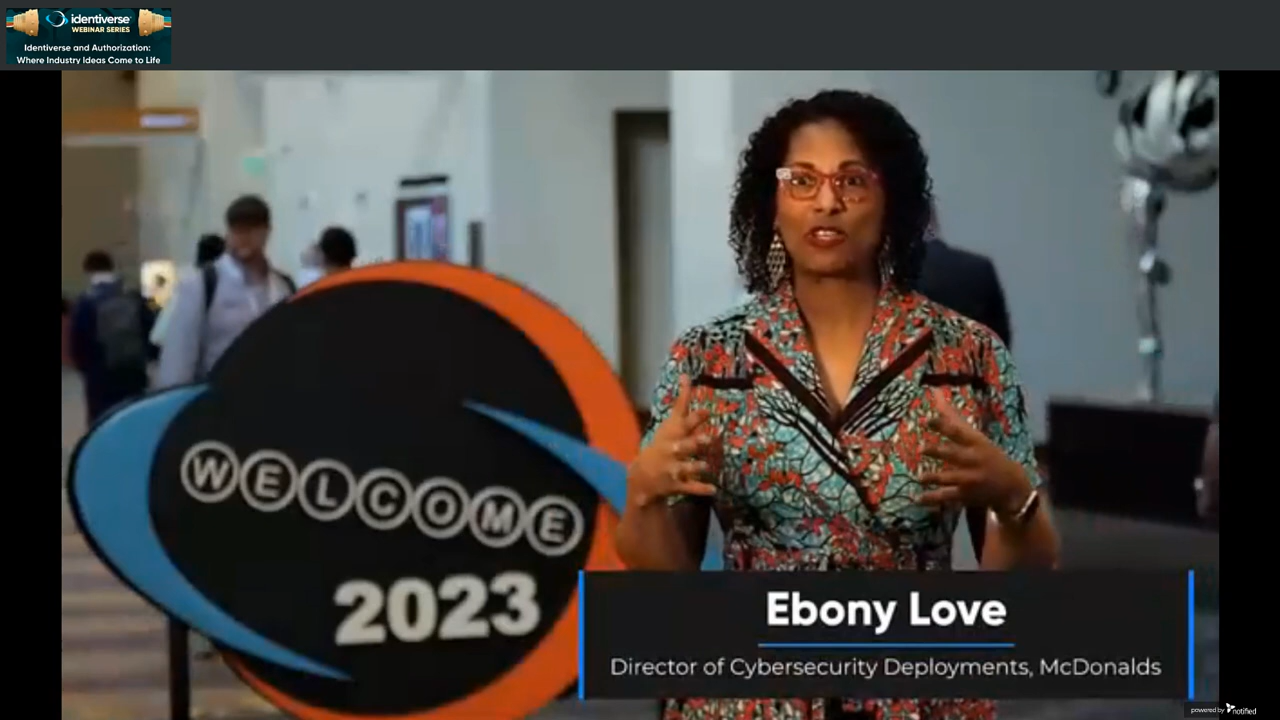 identiverse
WEBINAR SERIES
Identiverse and Authorization:
Where Industry Ideas Come to Life
WELCOME
2023
Ebony Love
Director of Cybersecurity Deployments, McDonalds
powered by notified